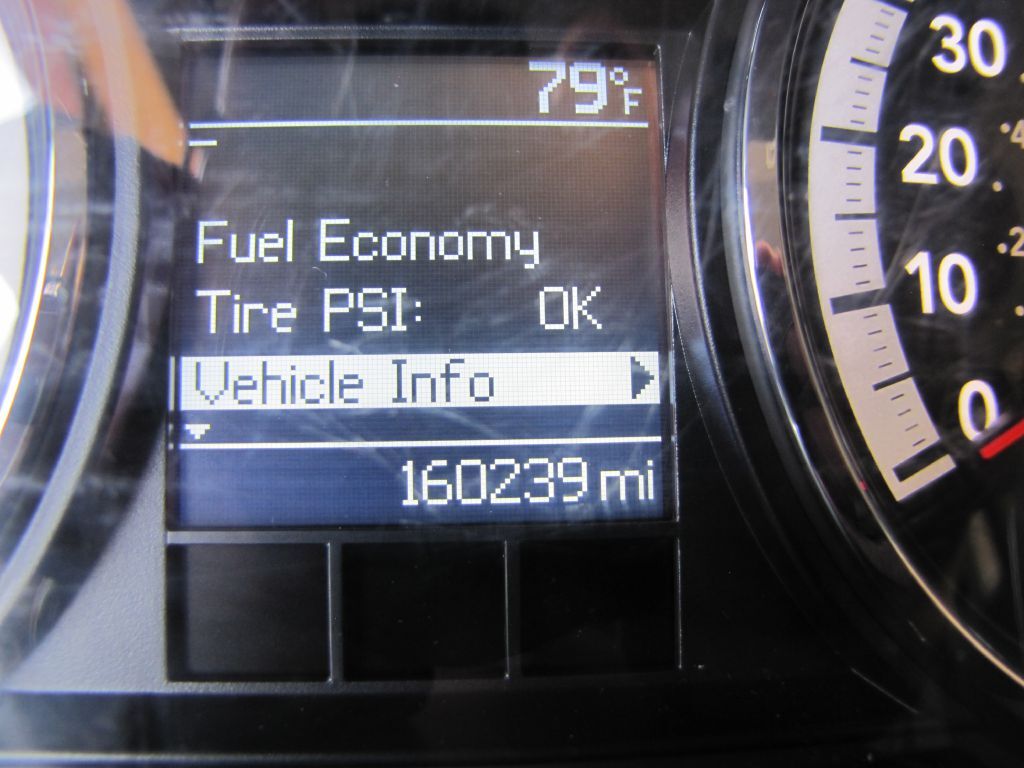 79°F
Fuel Economy
Tire PSI: OK
Vehicle Info
160239 mi
30
20
10
0